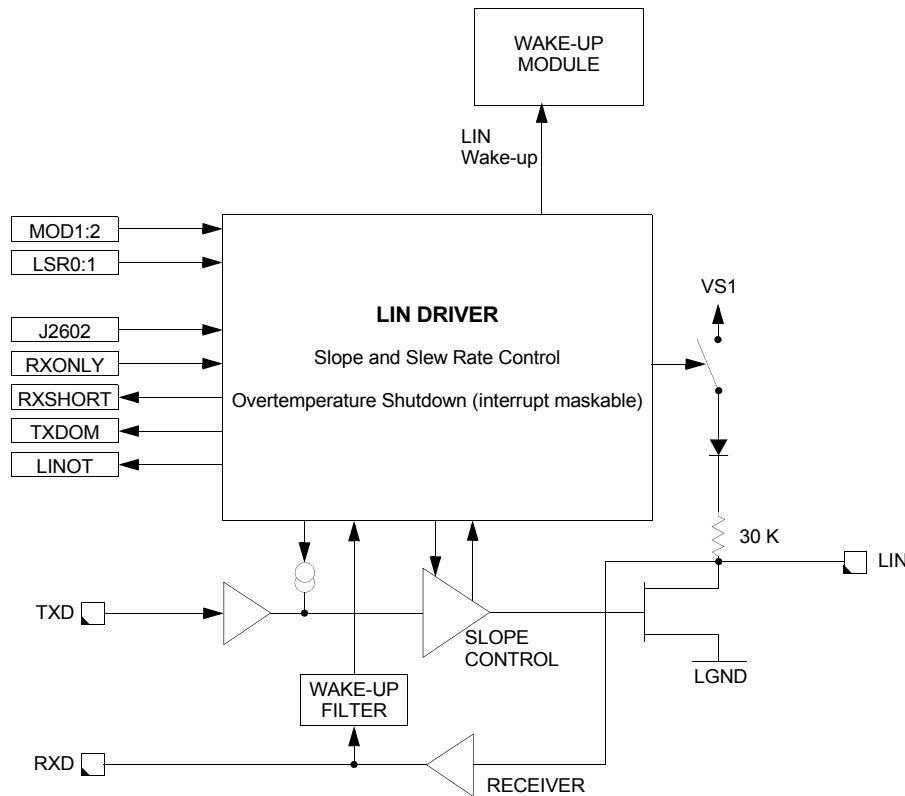 WAKE-UP
MODULE
LIN
Wake-up
MOD1:2
LSR0:1
J2602
RXONLY
RXSHORT
TXDOM
LINOT
LIN DRIVER
Slope and Slew Rate Control
Overtemperature Shutdown (interrupt maskable)
VS1
30 K
LIN
TXD
SLOPE
CONTROL
LGND
WAKE-UP
FILTER
RXD
RECEIVER